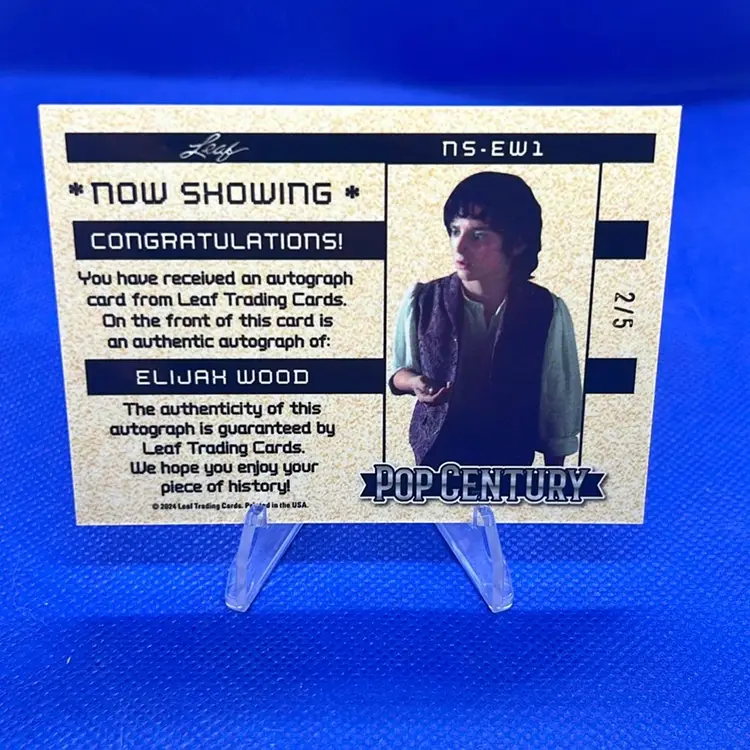 Leaf
NS-EW1
* NOW SHOWING *
CONGRATULATIONS!
You have received an autograph
card from Leaf Trading Cards.
On the front of this card is
an authentic autograph of:
ELIJAH WOOD
The authenticity of this
autograph is guaranteed by
Leaf Trading Cards.
We hope you enjoy your
piece of history!
© 2024 Leaf Trading Cards. Printed in the USA.
2/5
POP CENTURY